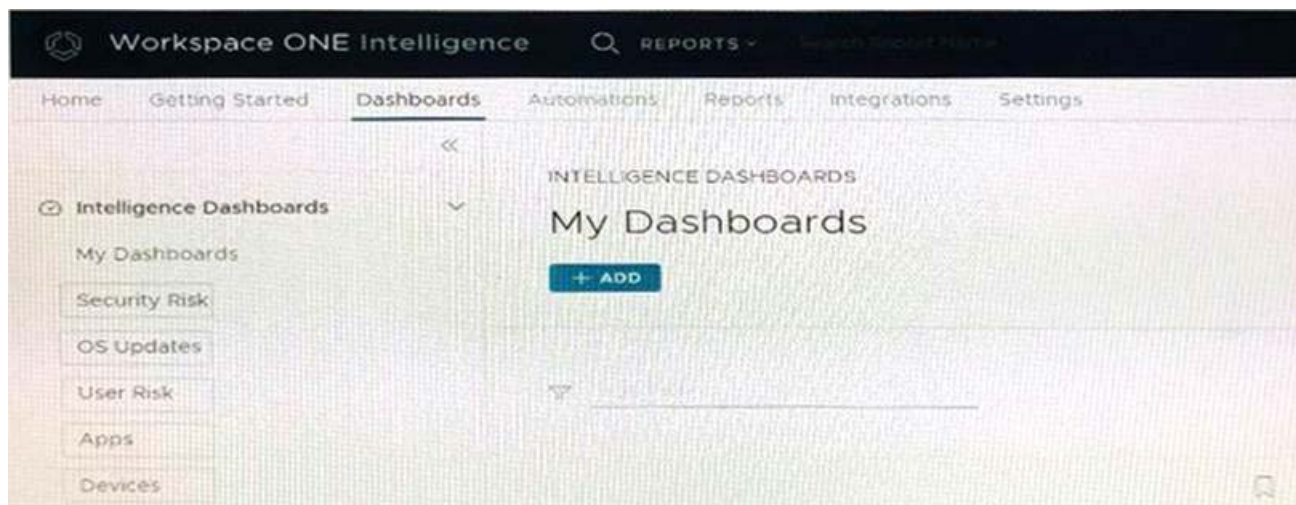 Workspace ONE Intelligence REPORTS
Home Getting Started Dashboards Automations Reports Integrations Settings
Intelligence Dashboards
My Dashboards
Security Risk
OS Updates
User Risk
Apps
Devices
INTELLIGENCE DASHBOARDS
My Dashboards
+ ADD